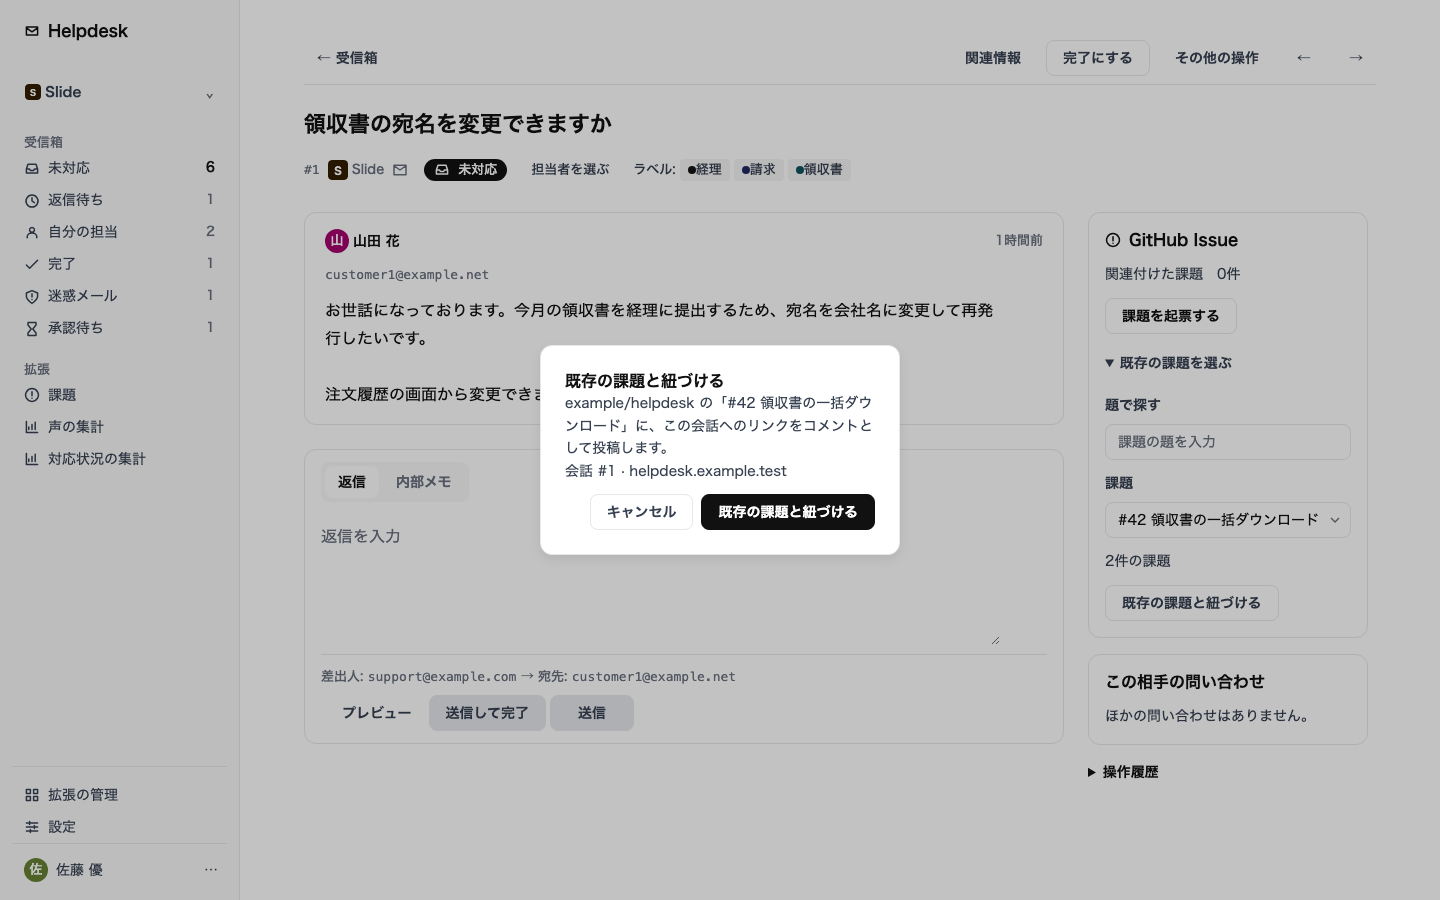 Helpdesk
S Slide
受信箱
未対応 6
返信待ち 1
自分の担当 2
完了 1
迷惑メール 1
承認待ち 1
拡張
課題
声の集計
対応状況の集計
拡張の管理
設定
佐 佐藤 優 …
← 受信箱
関連情報 完了にする その他の操作 ← →
領収書の宛名を変更できますか
#1 S Slide 未対応 担当者を選ぶ ラベル: 経理 請求 領収書
山 山田 花 1時間前
customer1@example.net
お世話になっております。今月の領収書を経理に提出するため、宛名を会社名に変更して再発
行したいです。
注文履歴の画面から変更でき
既存の課題と紐づける
example/helpdesk の「#42 領収書の一括ダウ
ンロード」に、この会話へのリンクをコメントと
して投稿します。
会話 #1 · helpdesk.example.test
キャンセル 既存の課題と紐づける
返信 内部メモ
返信を入力
差出人: support@example.com → 宛先: customer1@example.net
プレビュー 送信して完了 送信
GitHub Issue
関連付けた課題 0件
課題を起票する
▼ 既存の課題を選ぶ
題で探す
課題の題を入力
課題
#42 領収書の一括ダウンロード
2件の課題
既存の課題と紐づける
この相手の問い合わせ
ほかの問い合わせはありません。
▶ 操作履歴